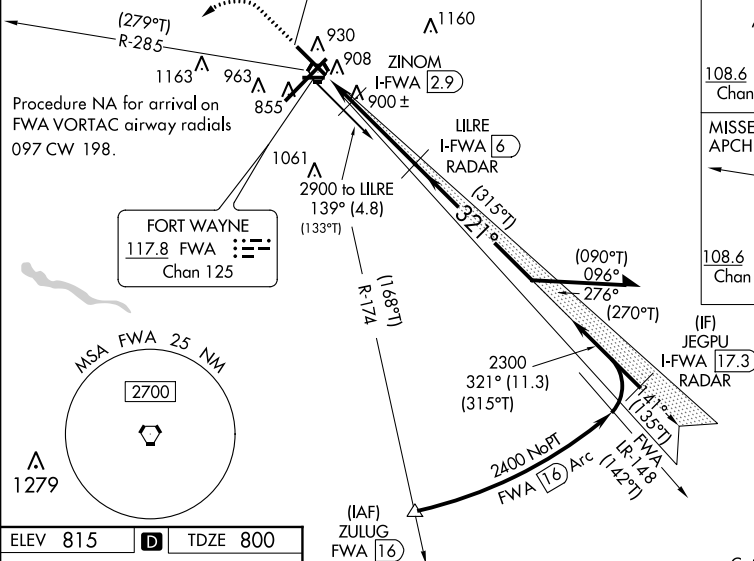 (279°T)
R-285
1163
963
855
930
908
900 ±
1160
ZINOM
I-FWA 2.9
Procedure NA for arrival on
FWA VORTAC airway radials
097 CW 198.
1061
LILRE
I-FWA 6
RADAR
2900 to LILRE
139° (4.8)
(133°T)
(315°T)
321°
FORT WAYNE
117.8 FWA
Chan 125
(168°T)
R-174
(090°T)
096°
276°
(270°T)
(IF)
JEGPU
I-FWA 17.3
RADAR
2300
321° (11.3)
(315°T)
141°
(135°T)
FWA
LR-148
(142°T)
2400 NoPT
FWA 16 Arc
(IAF)
ZULUG
FWA 16
MSA FWA 25 NM
2700
1279
ELEV 815 D TDZE 800
108.6
Chan
MISSE
APCH
108.6
Chan